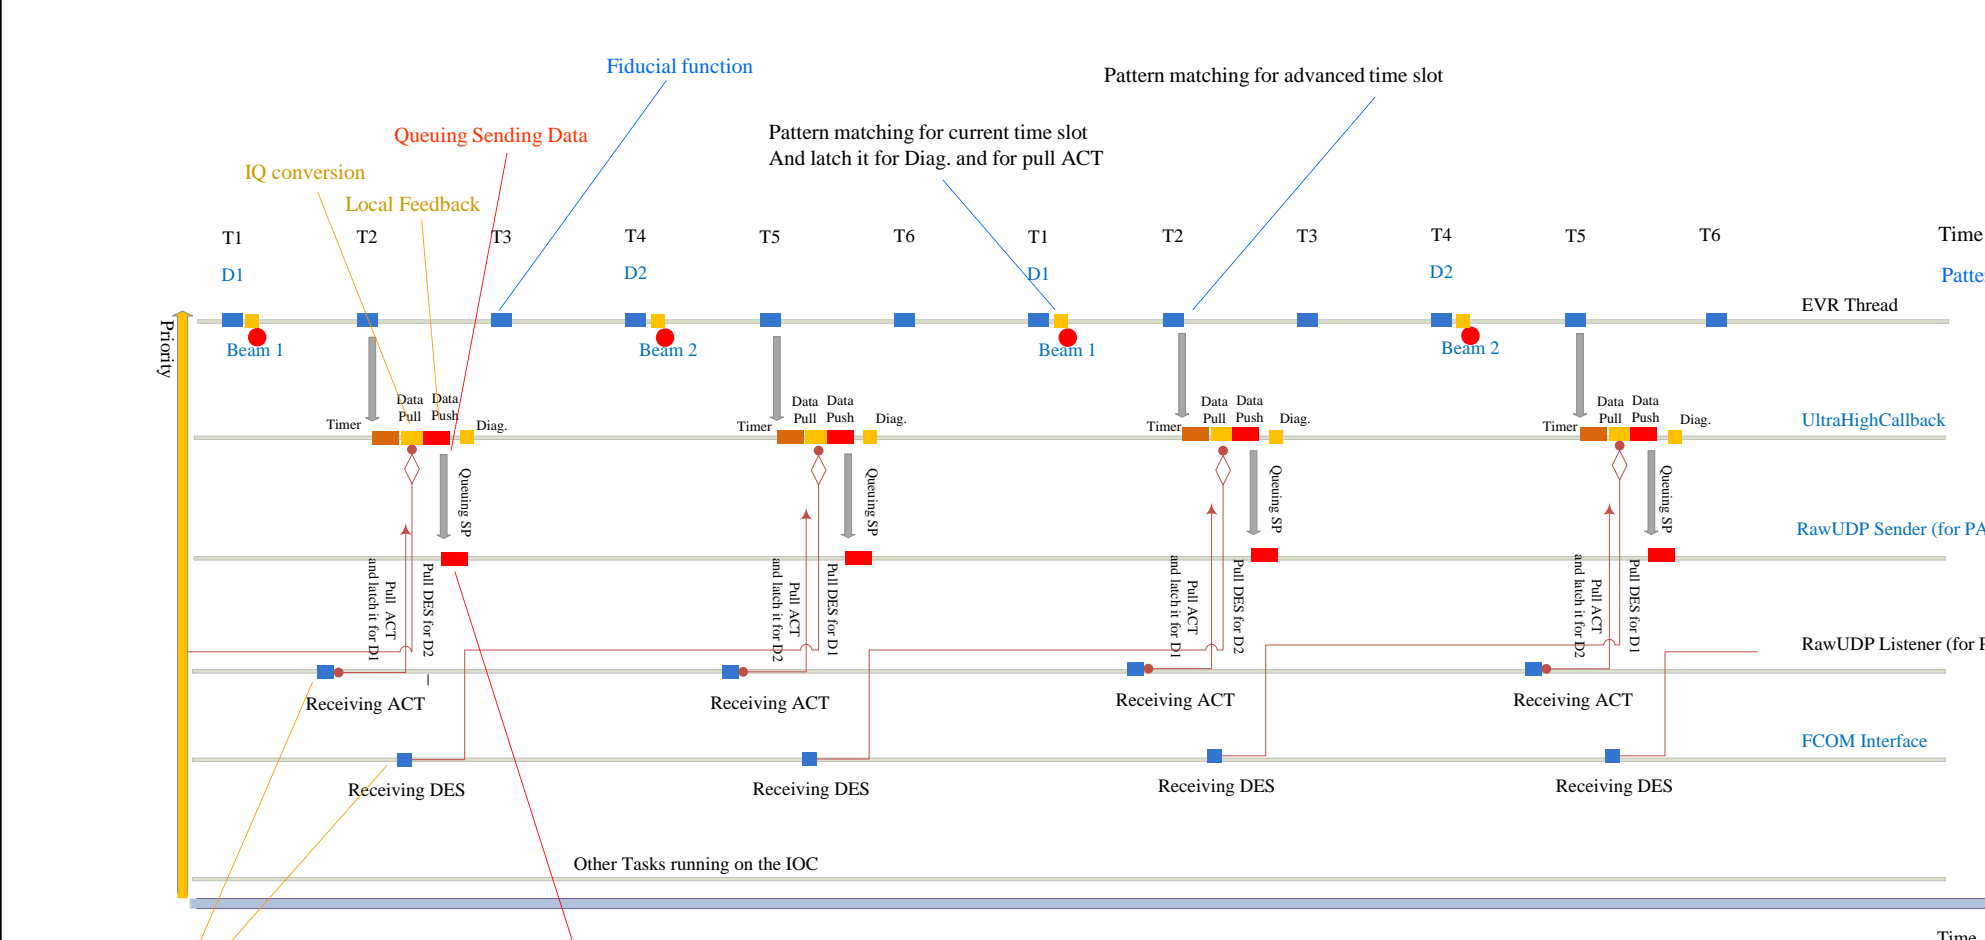 Fiducial function
Pattern matching for advanced time slot
Queuing Sending Data
Pattern matching for current time slot
And latch it for Diag. and for pull ACT
IQ conversion
Local Feedback
T1 T2 T3 T4 T5 T6 T1 T2 T3 T4 T5 T6 Time
D1 D2 D1 D2 Patte
EVR Thread
Priority
Beam 1 Beam 2 Beam 1 Beam 2
Timer
Data Pull
Data Push
Diag.
Timer
Data Pull
Data Push
Diag.
Timer
Data Pull
Data Push
Diag.
Timer
Data Pull
Data Push
Diag.
UltraHighCallback
Queuing SP
Queuing SP
Queuing SP
Queuing SP
RawUDP Sender (for PA
Pull ACT
and latch it for D1
Pull DES for D2
Pull ACT
and latch it for D2
Pull DES for D1
Pull ACT
and latch it for D1
Pull DES for D2
Pull ACT
and latch it for D2
Pull DES for D1
RawUDP Listener (for P
Receiving ACT Receiving ACT Receiving ACT Receiving ACT
FCOM Interface
Receiving DES Receiving DES Receiving DES Receiving DES
Other Tasks running on the IOC
Time